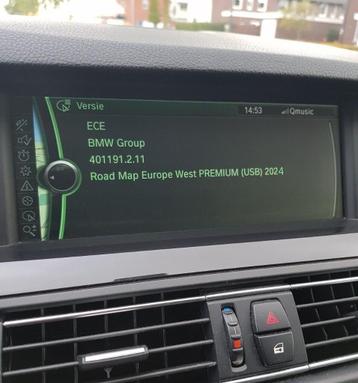 Versie
14:53
Qmusic
ECE
BMW Group
401191.2.11
Road Map Europe West PREMIUM (USB) 2024